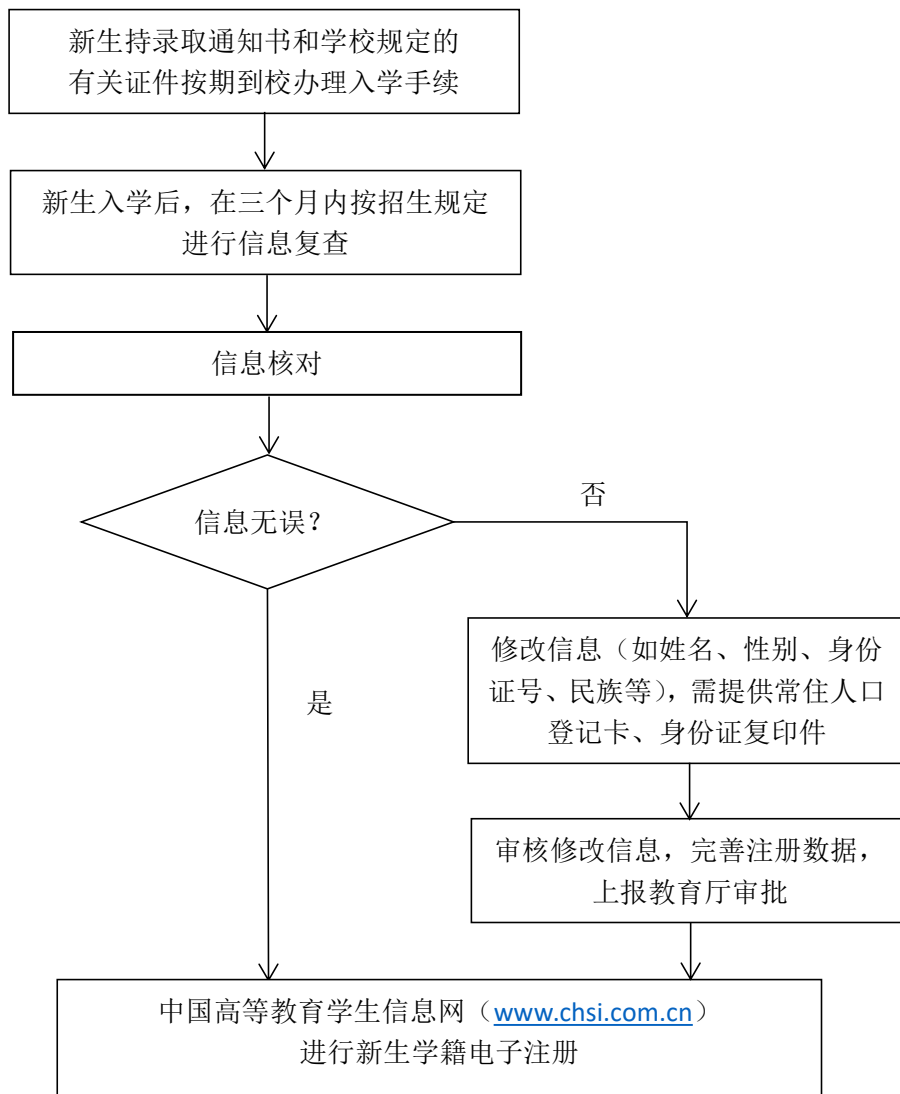 新生持录取通知书和学校规定的
有关证件按期到校办理入学手续
新生入学后，在三个月内按招生规定
进行信息复查
信息核对
信息无误？
否
是
修改信息（如姓名、性别、身份
证号、民族等），需提供常住人口
登记卡、身份证复印件
审核修改信息，完善注册数据，
上报教育厅审批
中国高等教育学生信息网（www.chsi.com.cn）
进行新生学籍电子注册